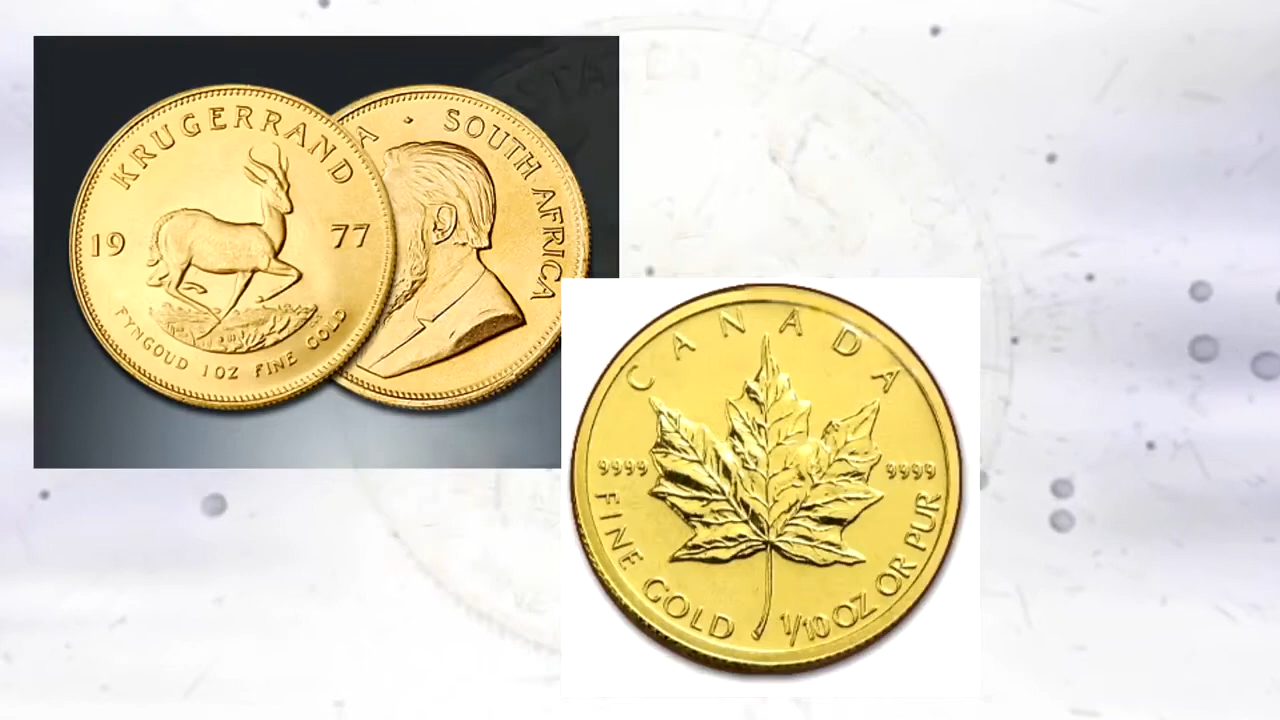 KRUGERRAND
19 77
FYNGOUD 1 OZ FINE GOLD
A · SOUTH AFRICA
CANADA
9999 9999
FINE GOLD 1/10 OZ OR PUR